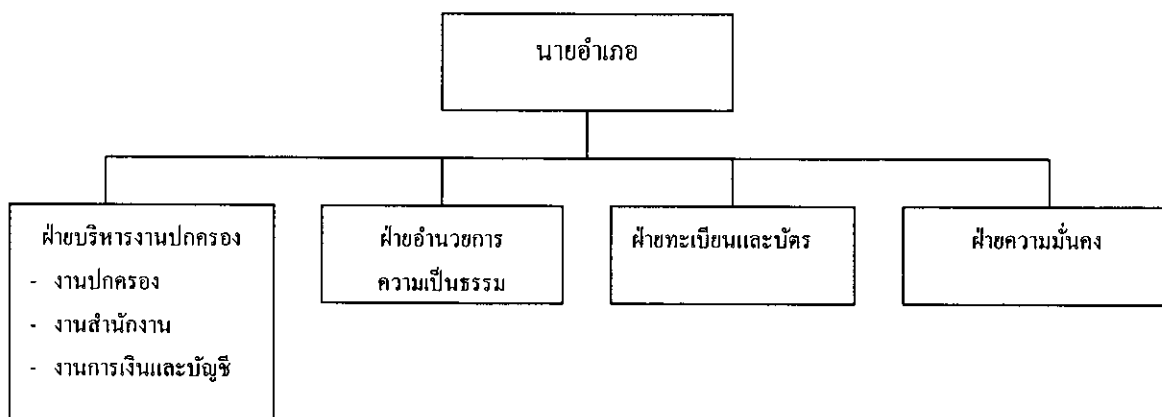 นายอำเภอ
ฝ่ายบริหารงานปกครอง
- งานปกครอง
- งานสำนักงาน
- งานการเงินและบัญชี
ฝ่ายอำนวยการ
ความเป็นธรรม
ฝ่ายทะเบียนและบัตร
ฝ่ายความมั่นคง